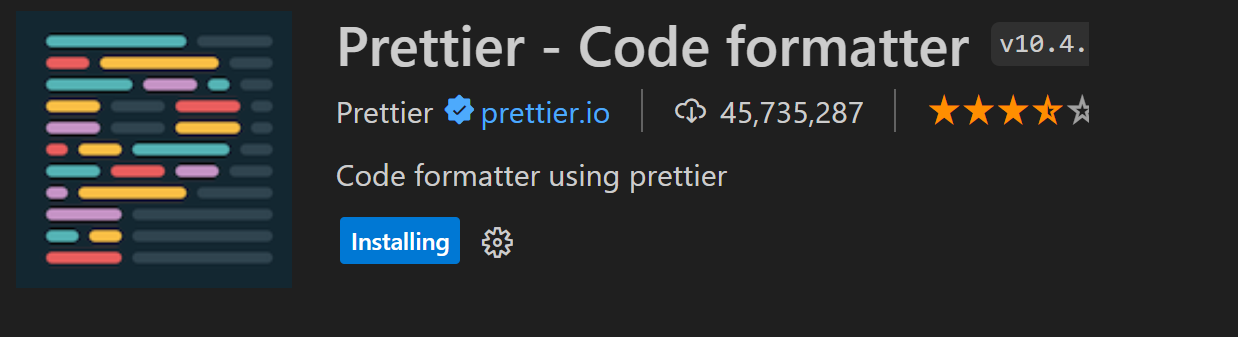 Prettier - Code formatter v10.4.
Prettier prettier.io 45,735,287
Code formatter using prettier
Installing